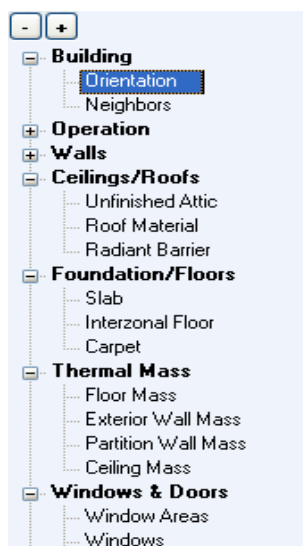 - +
Building
Orientation
Neighbors
Operation
Walls
Ceilings/Roofs
Unfinished Attic
Roof Material
Radiant Barrier
Foundation/Floors
Slab
Interzonal Floor
Carpet
Thermal Mass
Floor Mass
Exterior Wall Mass
Partition Wall Mass
Ceiling Mass
Windows & Doors
Window Areas
Windows